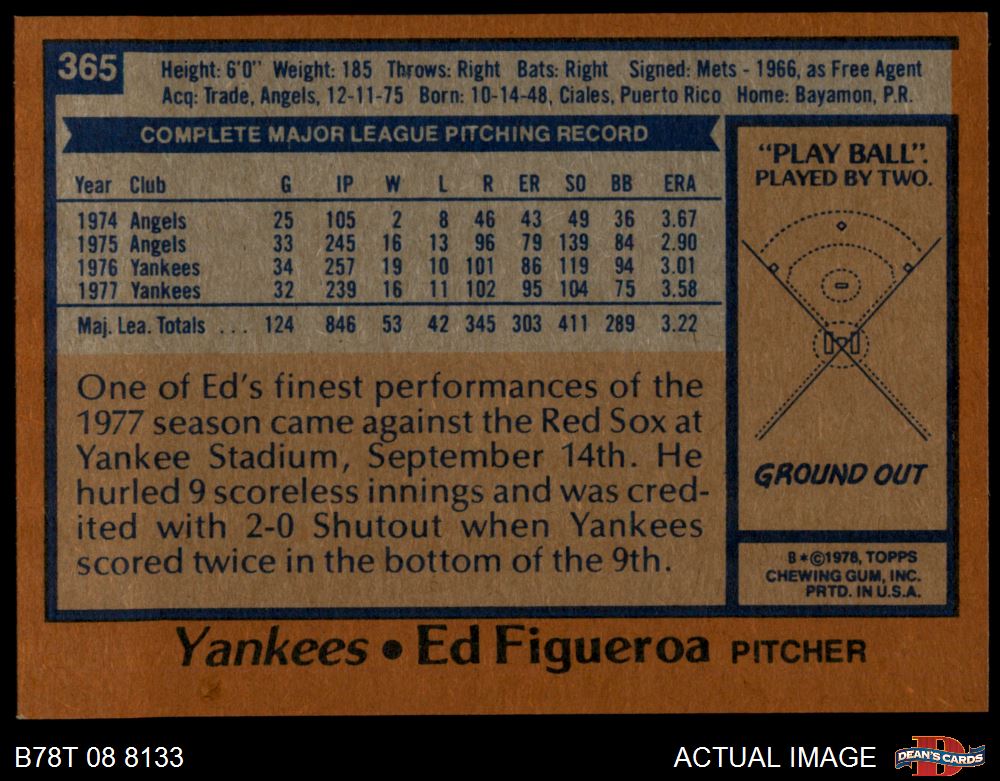 365
Height: 6'0" Weight: 185 Throws: Right Bats: Right Signed: Mets - 1966, as Free Agent
Acq: Trade, Angels, 12-11-75 Born: 10-14-48, Ciales, Puerto Rico Home: Bayamon, P.R.
COMPLETE MAJOR LEAGUE PITCHING RECORD
Year Club G IP W L R ER SO BB ERA
1974 Angels 25 105 2 8 46 43 49 36 3.67
1975 Angels 33 245 16 13 96 79 139 84 2.90
1976 Yankees 34 257 19 10 101 86 119 94 3.01
1977 Yankees 32 239 16 11 102 95 104 75 3.58
Maj. Lea. Totals ... 124 846 53 42 345 303 411 289 3.22
One of Ed's finest performances of the
1977 season came against the Red Sox at
Yankee Stadium, September 14th. He
hurled 9 scoreless innings and was cred-
ited with 2-0 Shutout when Yankees
scored twice in the bottom of the 9th.
"PLAY BALL".
PLAYED BY TWO.
GROUND OUT
B*©1978, TOPPS
CHEWING GUM, INC.
PRTD. IN U.S.A.
Yankees • Ed Figueroa PITCHER
B78T 08 8133
ACTUAL IMAGE
D
DEAN'S CARDS